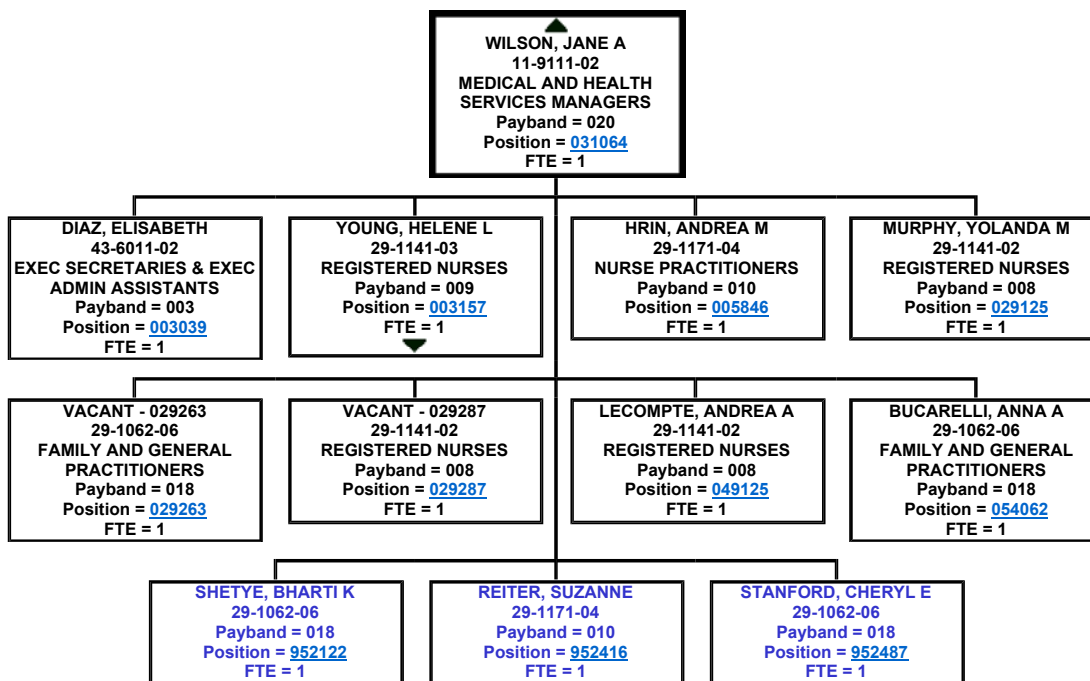 WILSON, JANE A
11-9111-02
MEDICAL AND HEALTH
SERVICES MANAGERS
Payband = 020
Position = 031064
FTE = 1
DIAZ, ELISABETH
43-6011-02
EXEC SECRETARIES & EXEC
ADMIN ASSISTANTS
Payband = 003
Position = 003039
FTE = 1
YOUNG, HELENE L
29-1141-03
REGISTERED NURSES
Payband = 009
Position = 003157
FTE = 1
HRIN, ANDREA M
29-1171-04
NURSE PRACTITIONERS
Payband = 010
Position = 005846
FTE = 1
MURPHY, YOLANDA M
29-1141-02
REGISTERED NURSES
Payband = 008
Position = 029125
FTE = 1
VACANT - 029263
29-1062-06
FAMILY AND GENERAL
PRACTITIONERS
Payband = 018
Position = 029263
FTE = 1
VACANT - 029287
29-1141-02
REGISTERED NURSES
Payband = 008
Position = 029287
FTE = 1
LECOMPTE, ANDREA A
29-1141-02
REGISTERED NURSES
Payband = 008
Position = 049125
FTE = 1
BUCARELLI, ANNA A
29-1062-06
FAMILY AND GENERAL
PRACTITIONERS
Payband = 018
Position = 054062
FTE = 1
SHETYE, BHARTI K
29-1062-06
Payband = 018
Position = 952122
FTE = 1
REITER, SUZANNE
29-1171-04
Payband = 010
Position = 952416
FTE = 1
STANFORD, CHERYL E
29-1062-06
Payband = 018
Position = 952487
FTE = 1